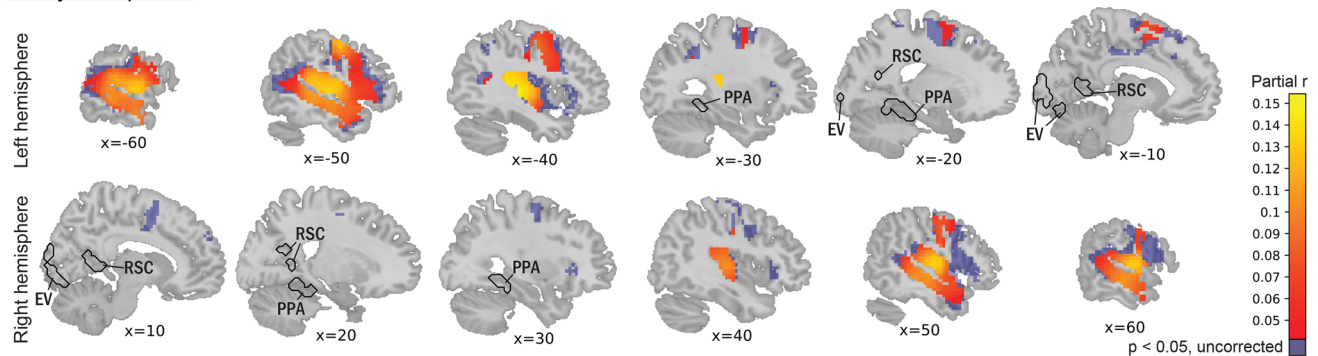 Left hemisphere
x=-60
x=-50
x=-40
PPA
x=-30
RSC
PPA
EV
x=-20
RSC
EV
x=-10
Right hemisphere
RSC
EV
x=10
RSC
PPA
x=20
PPA
x=30
x=40
x=50
x=60
Partial r
0.15
0.14
0.13
0.12
0.11
0.1
0.09
0.08
0.07
0.06
0.05
p < 0.05, uncorrected